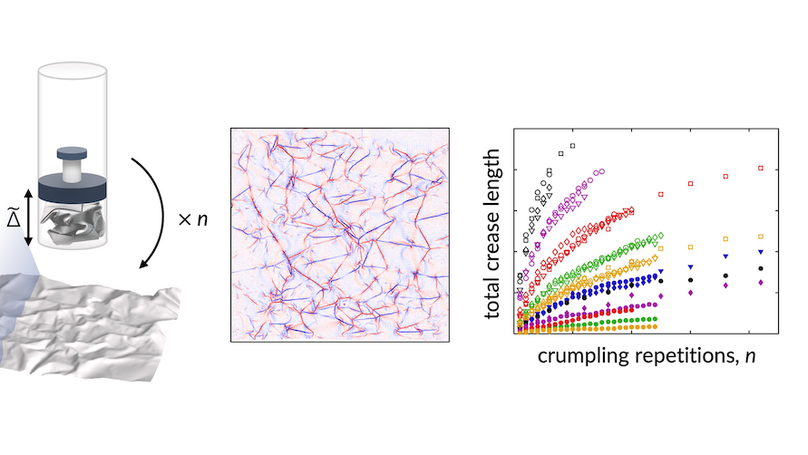 Δ̃
× n
total crease length
crumpling repetitions, n